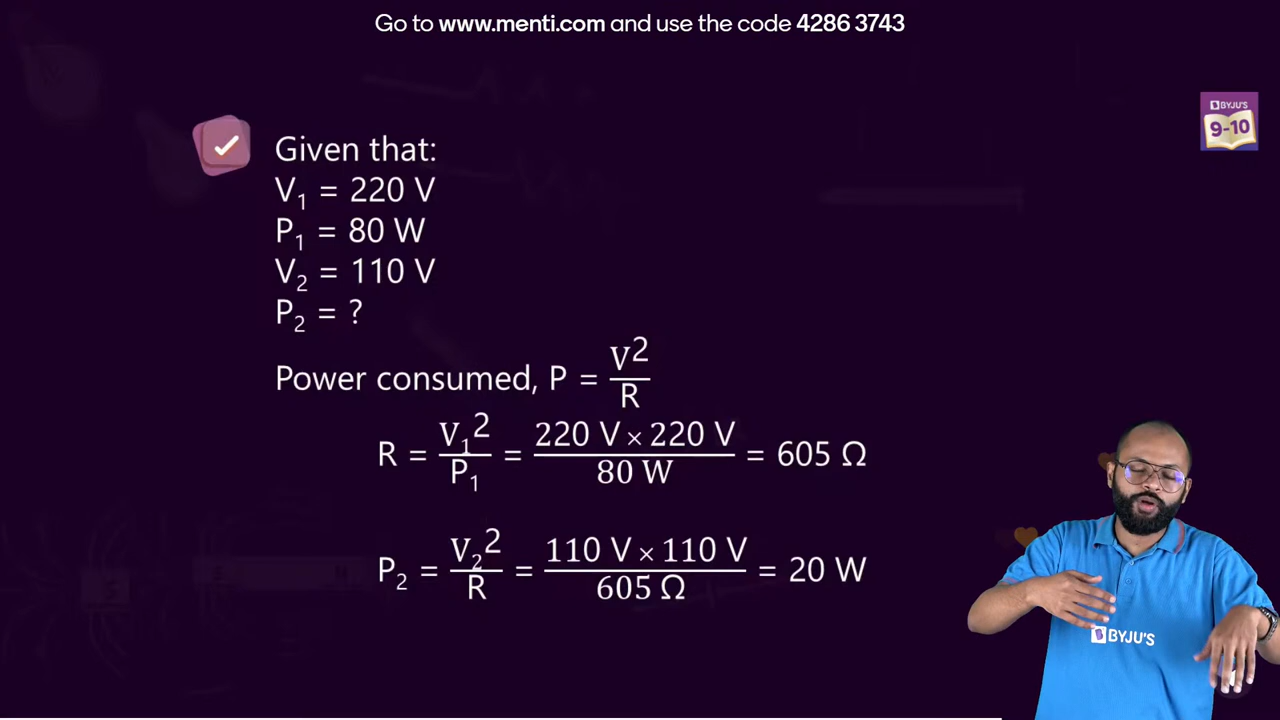 Go to www.menti.com and use the code 4286 3743
BYJU'S
9-10
Given that:
V₁ = 220 V
P₁ = 80 W
V₂ = 110 V
P₂ = ?
Power consumed, P = V²/R
R = V₁²/P₁ = 220 V × 220 V/80 W = 605 Ω
P₂ = V₂²/R = 110 V × 110 V/605 Ω = 20 W
BYJU'S